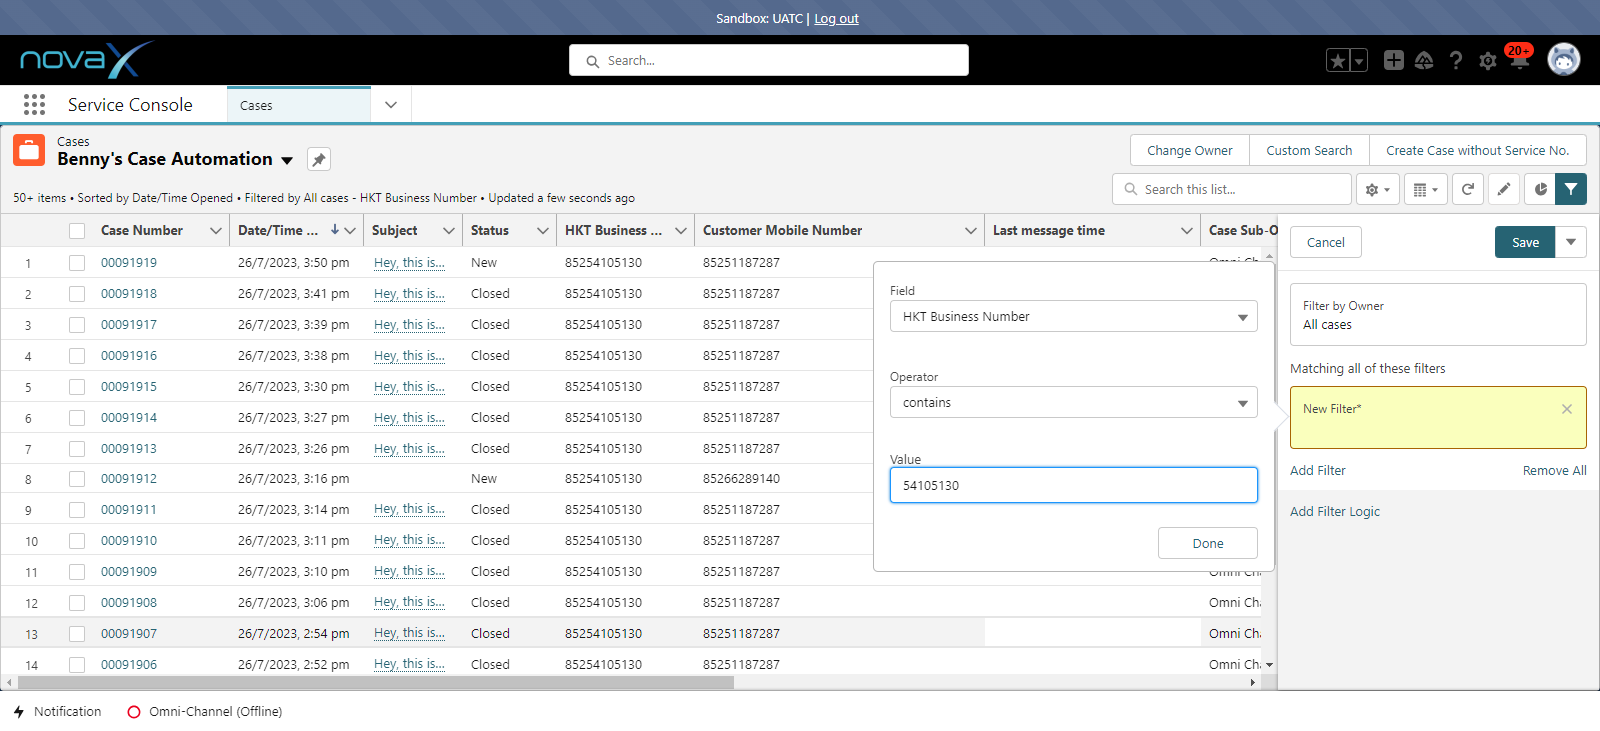 Sandbox: UATC | Log out
novaX
Search...
20+
Service Console
Cases
Cases
Benny's Case Automation
Change Owner
Custom Search
Create Case without Service No.
50+ items • Sorted by Date/Time Opened • Filtered by All cases - HKT Business Number • Updated a few seconds ago
Search this list...
Case Number Date/Time ... Subject Status HKT Business ... Customer Mobile Number Last message time Case Sub-O
1 00091919 26/7/2023, 3:50 pm Hey, this is... New 85254105130 85251187287
2 00091918 26/7/2023, 3:41 pm Hey, this is... Closed 85254105130 85251187287
3 00091917 26/7/2023, 3:39 pm Hey, this is... Closed 85254105130 85251187287
4 00091916 26/7/2023, 3:38 pm Hey, this is... Closed 85254105130 85251187287
5 00091915 26/7/2023, 3:30 pm Hey, this is... Closed 85254105130 85251187287
6 00091914 26/7/2023, 3:27 pm Hey, this is... Closed 85254105130 85251187287
7 00091913 26/7/2023, 3:26 pm Hey, this is... Closed 85254105130 85251187287
8 00091912 26/7/2023, 3:16 pm New 85254105130 85266289140
9 00091911 26/7/2023, 3:14 pm Hey, this is... Closed 85254105130 85251187287
10 00091910 26/7/2023, 3:11 pm Hey, this is... Closed 85254105130 85251187287
11 00091909 26/7/2023, 3:10 pm Hey, this is... Closed 85254105130 85251187287
12 00091908 26/7/2023, 3:06 pm Hey, this is... Closed 85254105130 85251187287 Omni Cha
13 00091907 26/7/2023, 2:54 pm Hey, this is... Closed 85254105130 85251187287 Omni Cha
14 00091906 26/7/2023, 2:52 pm Hey, this is... Closed 85254105130 85251187287 Omni Cha
Field
HKT Business Number
Operator
contains
Value
54105130
Done
Cancel
Save
Filter by Owner
All cases
Matching all of these filters
New Filter*
Add Filter
Remove All
Add Filter Logic
Notification
Omni-Channel (Offline)